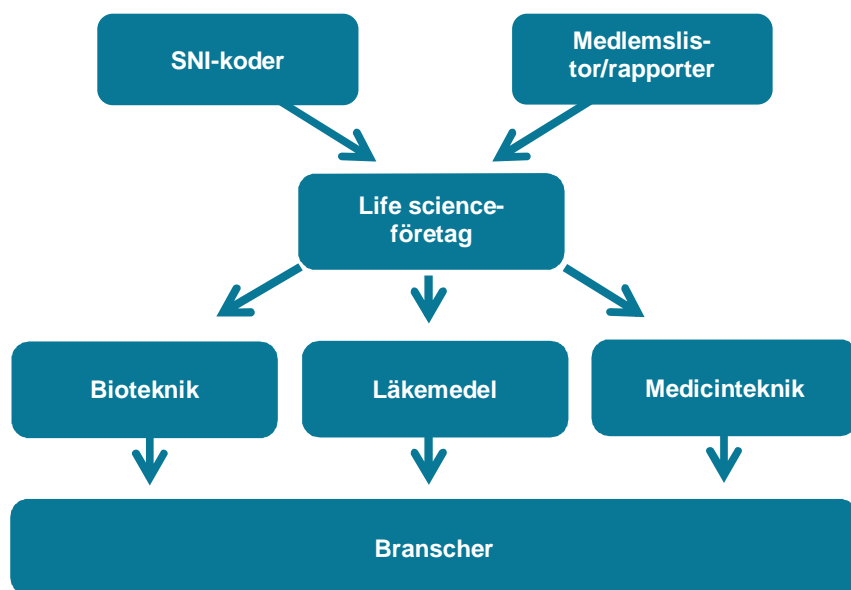 SNI-koder
Medlemslis-
tor/rapporter
Life science-
företag
Bioteknik
Läkemedel
Medicinteknik
Branscher